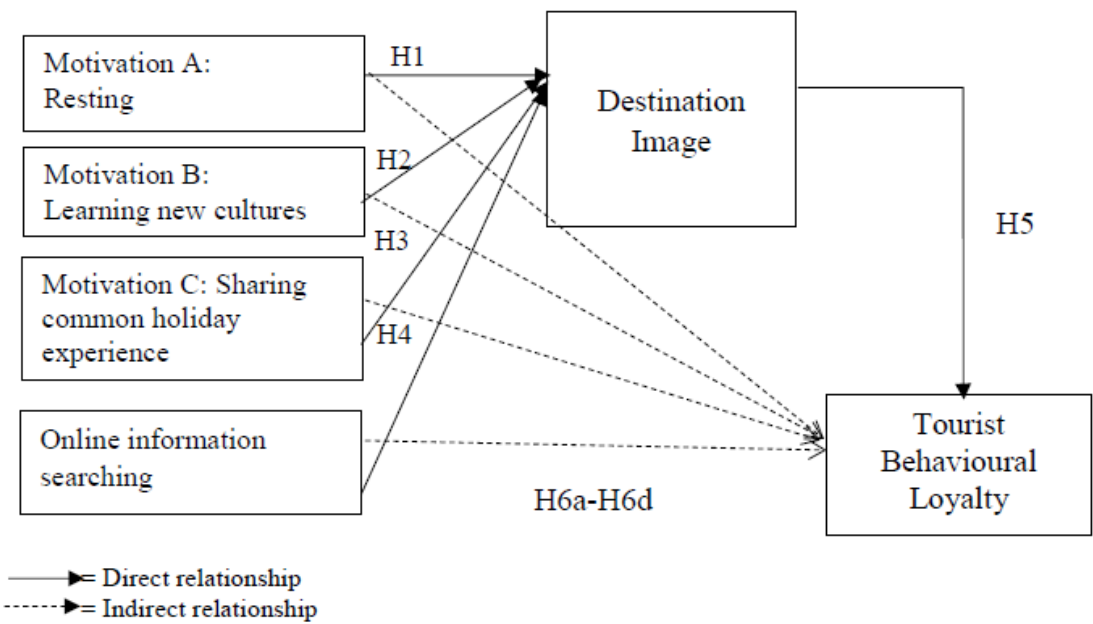 Motivation A:
Resting
H1
Destination
Image
Motivation B:
Learning new cultures
H2
H3
H5
Motivation C: Sharing
common holiday
experience
H4
Online information
searching
Tourist
Behavioural
Loyalty
H6a-H6d
= Direct relationship
= Indirect relationship